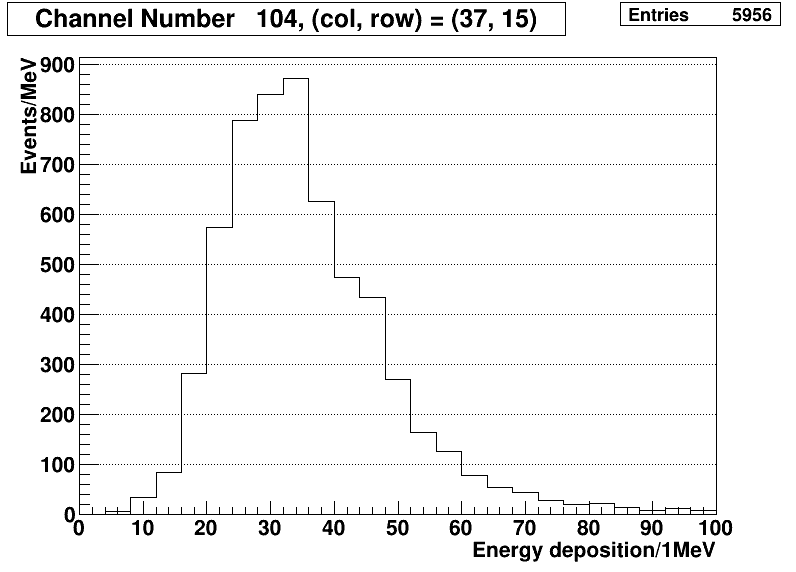 Channel Number 104, (col, row) = (37, 15)
Entries 5956
Events/MeV
900
800
700
600
500
400
300
200
100
0
0 10 20 30 40 50 60 70 80 90 100
Energy deposition/1MeV